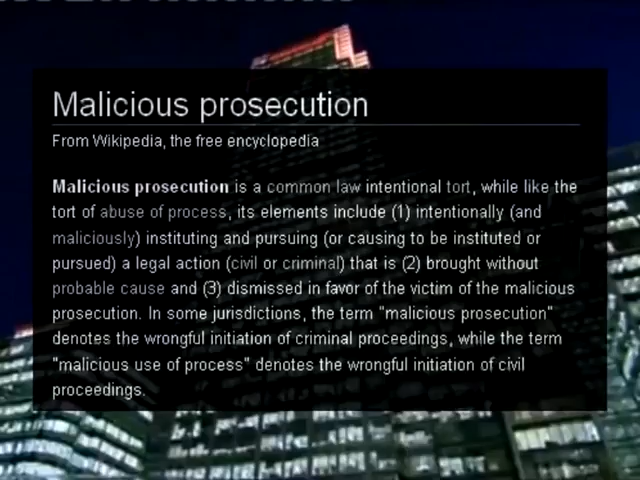 Malicious prosecution
From Wikipedia, the free encyclopedia
Malicious prosecution is a common law intentional tort, while like the
tort of abuse of process, its elements include (1) intentionally (and
maliciously) instituting and pursuing (or causing to be instituted or
pursued) a legal action (civil or criminal) that is (2) brought without
probable cause and (3) dismissed in favor of the victim of the malicious
prosecution. In some jurisdictions, the term "malicious prosecution"
denotes the wrongful initiation of criminal proceedings, while the term
"malicious use of process" denotes the wrongful initiation of civil
proceedings.